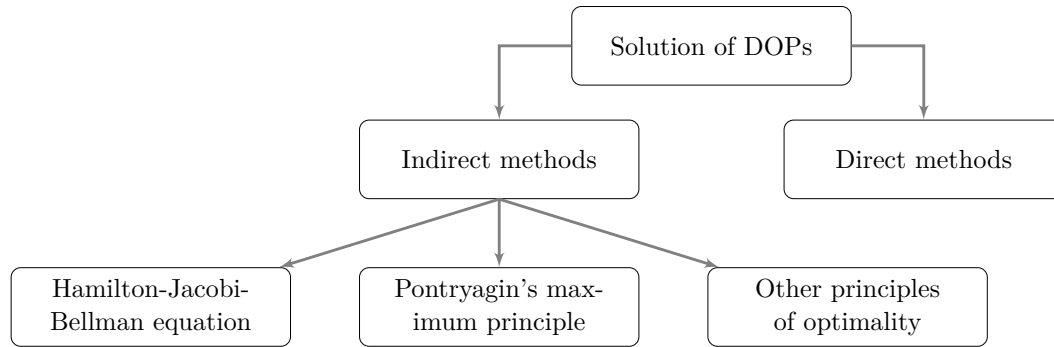 Solution of DOPs
Indirect methods
Direct methods
Hamilton-Jacobi-
Bellman equation
Pontryagin's max-
imum principle
Other principles
of optimality